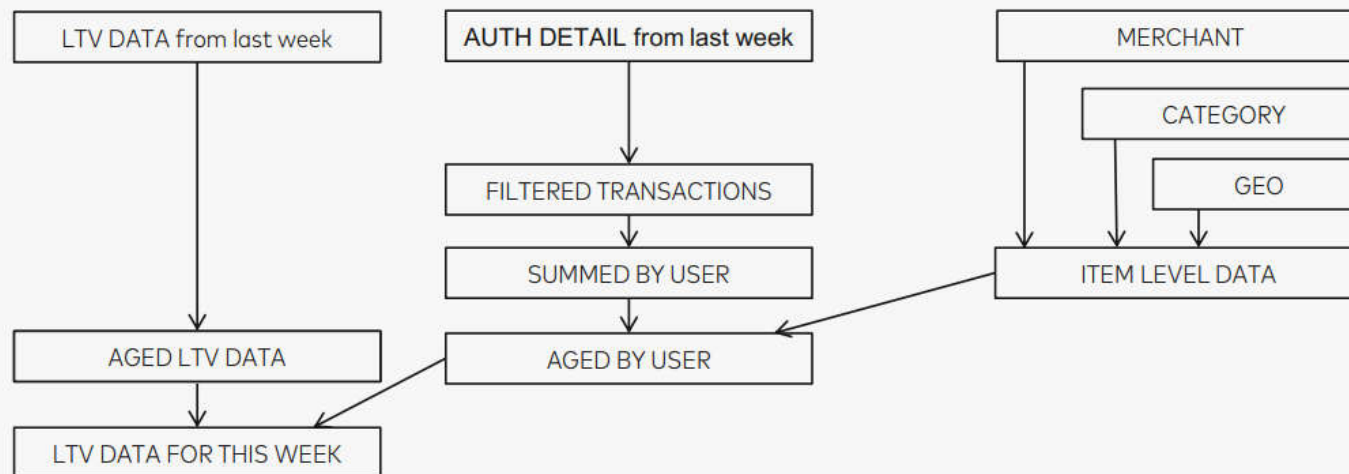 LTV DATA from last week
AUTH DETAIL from last week
MERCHANT
CATEGORY
GEO
FILTERED TRANSACTIONS
SUMMED BY USER
ITEM LEVEL DATA
AGED LTV DATA
AGED BY USER
LTV DATA FOR THIS WEEK